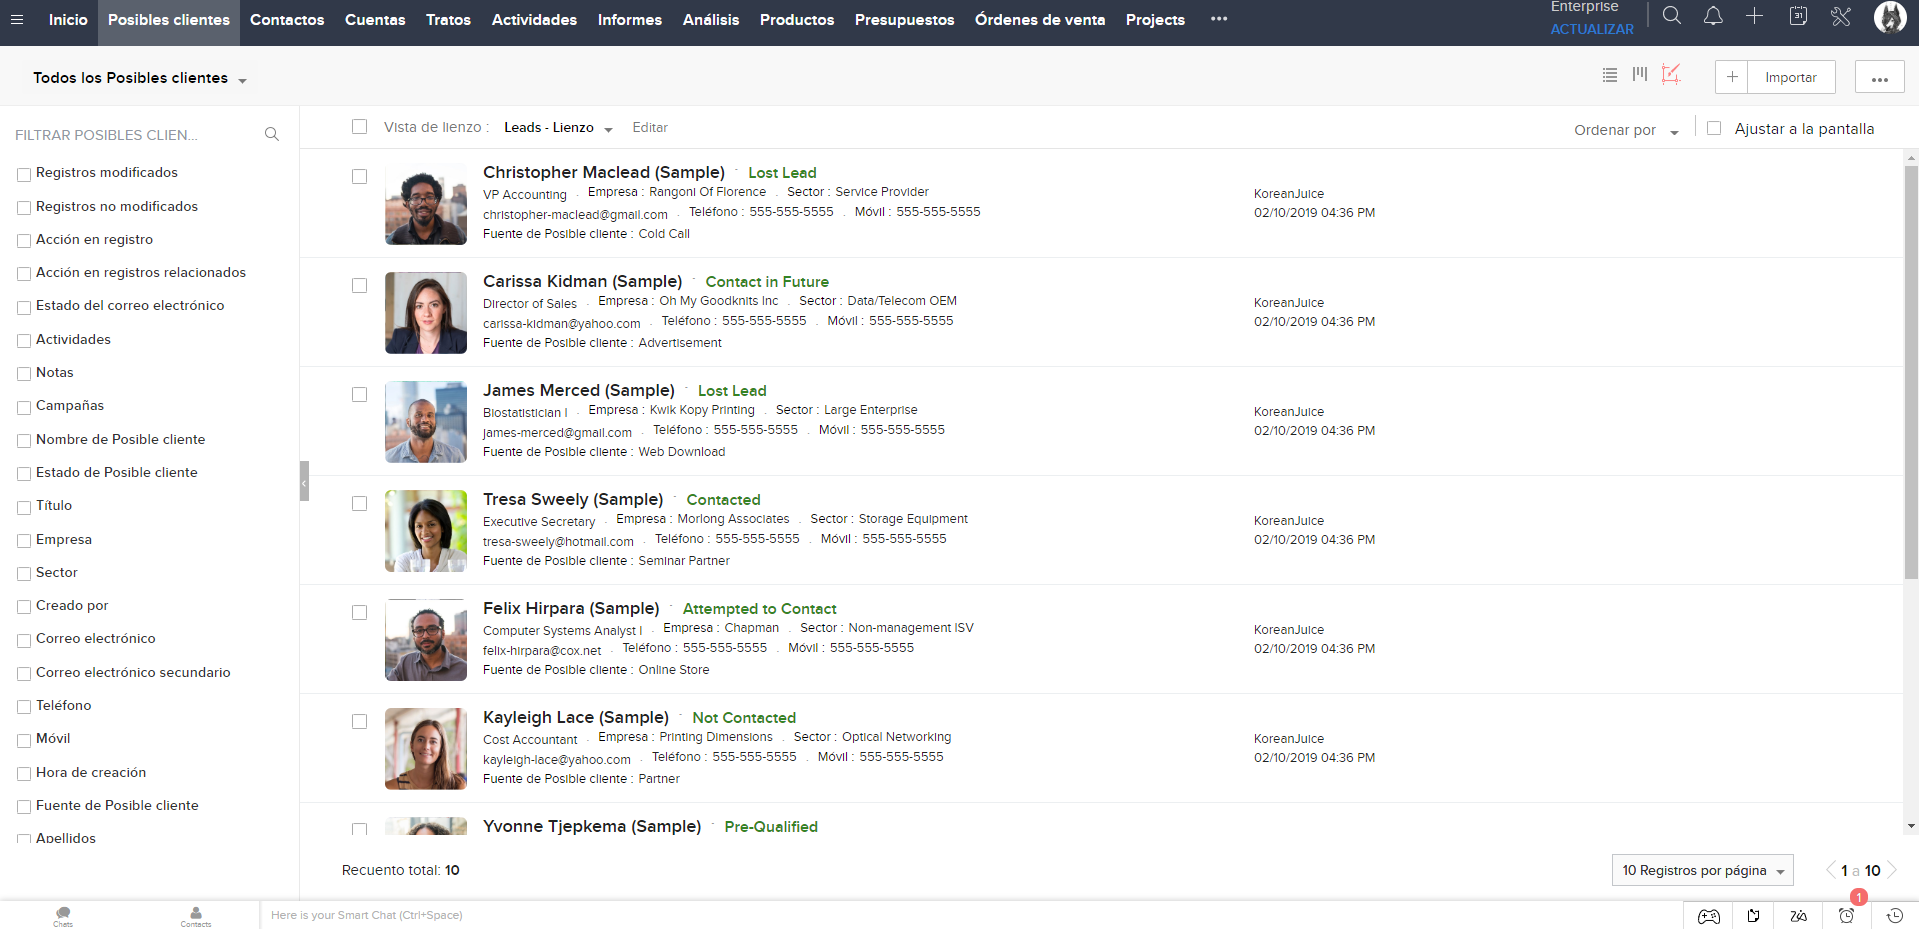 Inicio Posibles clientes Contactos Cuentas Tratos Actividades Informes Análisis Productos Presupuestos Órdenes de venta Projects ••• Enterprise
ACTUALIZAR
31
Todos los Posibles clientes
Importar
FILTRAR POSIBLES CLIEN...
Registros modificados
Registros no modificados
Acción en registro
Acción en registros relacionados
Estado del correo electrónico
Actividades
Notas
Campañas
Nombre de Posible cliente
Estado de Posible cliente
Título
Empresa
Sector
Creado por
Correo electrónico
Correo electrónico secundario
Teléfono
Móvil
Hora de creación
Fuente de Posible cliente
Apellidos
Vista de lienzo : Leads - Lienzo Editar
Ordenar por Ajustar a la pantalla
Christopher Maclead (Sample) - Lost Lead
VP Accounting . Empresa : Rangoni Of Florence . Sector : Service Provider
christopher-maclead@gmail.com . Teléfono : 555-555-5555 . Móvil : 555-555-5555
Fuente de Posible cliente : Cold Call
KoreanJuice
02/10/2019 04:36 PM
Carissa Kidman (Sample) - Contact in Future
Director of Sales . Empresa : Oh My Goodknits Inc . Sector : Data/Telecom OEM
carissa-kidman@yahoo.com . Teléfono : 555-555-5555 . Móvil : 555-555-5555
Fuente de Posible cliente : Advertisement
KoreanJuice
02/10/2019 04:36 PM
James Merced (Sample) - Lost Lead
Biostatistician I . Empresa : Kwik Kopy Printing . Sector : Large Enterprise
james-merced@gmail.com . Teléfono : 555-555-5555 . Móvil : 555-555-5555
Fuente de Posible cliente : Web Download
KoreanJuice
02/10/2019 04:36 PM
Tresa Sweely (Sample) - Contacted
Executive Secretary . Empresa : Morlong Associates . Sector : Storage Equipment
tresa-sweely@hotmail.com . Teléfono : 555-555-5555 . Móvil : 555-555-5555
Fuente de Posible cliente : Seminar Partner
KoreanJuice
02/10/2019 04:36 PM
Felix Hirpara (Sample) - Attempted to Contact
Computer Systems Analyst I . Empresa : Chapman . Sector : Non-management ISV
felix-hirpara@cox.net . Teléfono : 555-555-5555 . Móvil : 555-555-5555
Fuente de Posible cliente : Online Store
KoreanJuice
02/10/2019 04:36 PM
Kayleigh Lace (Sample) - Not Contacted
Cost Accountant . Empresa : Printing Dimensions . Sector : Optical Networking
kayleigh-lace@yahoo.com . Teléfono : 555-555-5555 . Móvil : 555-555-5555
Fuente de Posible cliente : Partner
KoreanJuice
02/10/2019 04:36 PM
Yvonne Tjepkema (Sample) - Pre-Qualified
Recuento total: 10
10 Registros por página
1 a 10
Chats
Contacts
Here is your Smart Chat (Ctrl+Space)
1